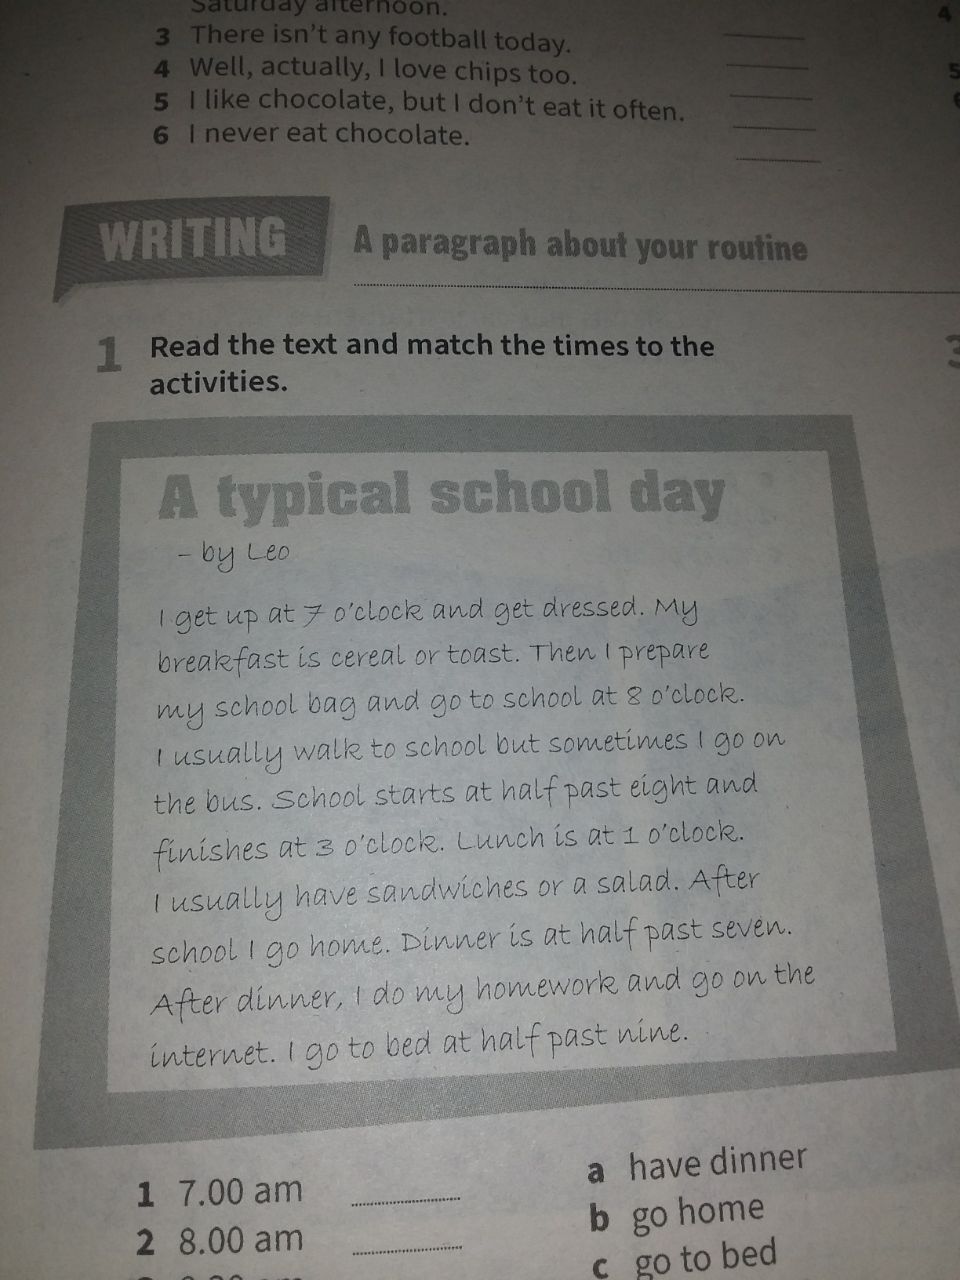 Saturday afternoon.
3 There isn't any football today.
4 Well, actually, I love chips too.
5 I like chocolate, but I don't eat it often.
6 I never eat chocolate.
4
5
WRITING A paragraph about your routine
1 Read the text and match the times to the
activities.
3
A typical school day
– by Leo
I get up at 7 o'clock and get dressed. My
breakfast is cereal or toast. Then I prepare
my school bag and go to school at 8 o'clock.
I usually walk to school but sometimes I go on
the bus. School starts at half past eight and
finishes at 3 o'clock. Lunch is at 1 o'clock.
I usually have sandwiches or a salad. After
school I go home. Dinner is at half past seven.
After dinner, I do my homework and go on the
internet. I go to bed at half past nine.
1 7.00 am
a have dinner
2 8.00 am
b go home
c go to bed